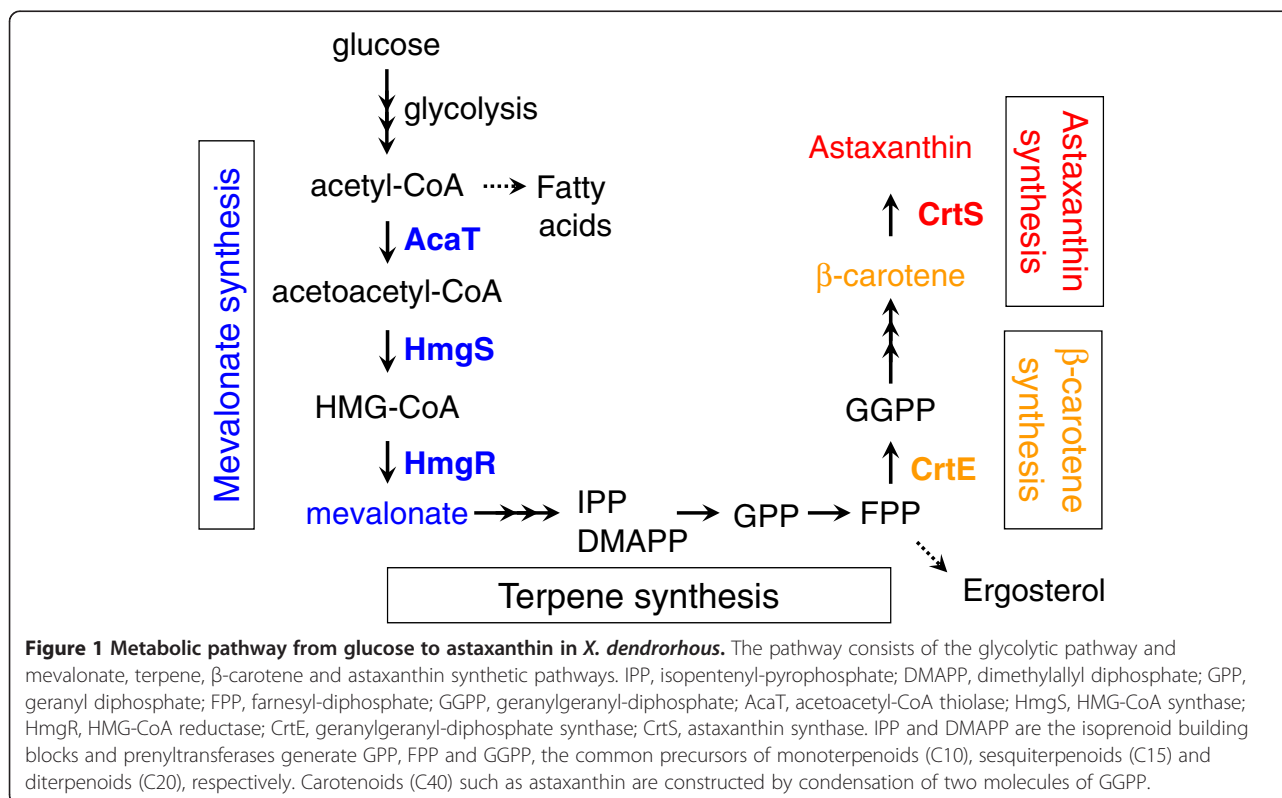 glucose
glycolysis
acetyl-CoA
Fatty
acids
AcaT
acetoacetyl-CoA
HmgS
HMG-CoA
HmgR
mevalonate
Mevalonate synthesis
IPP
DMAPP
GPP
FPP
Ergosterol
Terpene synthesis
CrtE
GGPP
β-carotene
CrtS
Astaxanthin
Astaxanthin
synthesis
β-carotene
synthesis
Figure 1 Metabolic pathway from glucose to astaxanthin in X. dendrorhous. The pathway consists of the glycolytic pathway and
mevalonate, terpene, β-carotene and astaxanthin synthetic pathways. IPP, isopentenyl-pyrophosphate; DMAPP, dimethylallyl diphosphate; GPP,
geranyl diphosphate; FPP, farnesyl-diphosphate; GGPP, geranylgeranyl-diphosphate; AcaT, acetoacetyl-CoA thiolase; HmgS, HMG-CoA synthase;
HmgR, HMG-CoA reductase; CrtE, geranylgeranyl-diphosphate synthase; CrtS, astaxanthin synthase. IPP and DMAPP are the isoprenoid building
blocks and prenyltransferases generate GPP, FPP and GGPP, the common precursors of monoterpenoids (C10), sesquiterpenoids (C15) and
diterpenoids (C20), respectively. Carotenoids (C40) such as astaxanthin are constructed by condensation of two molecules of GGPP.